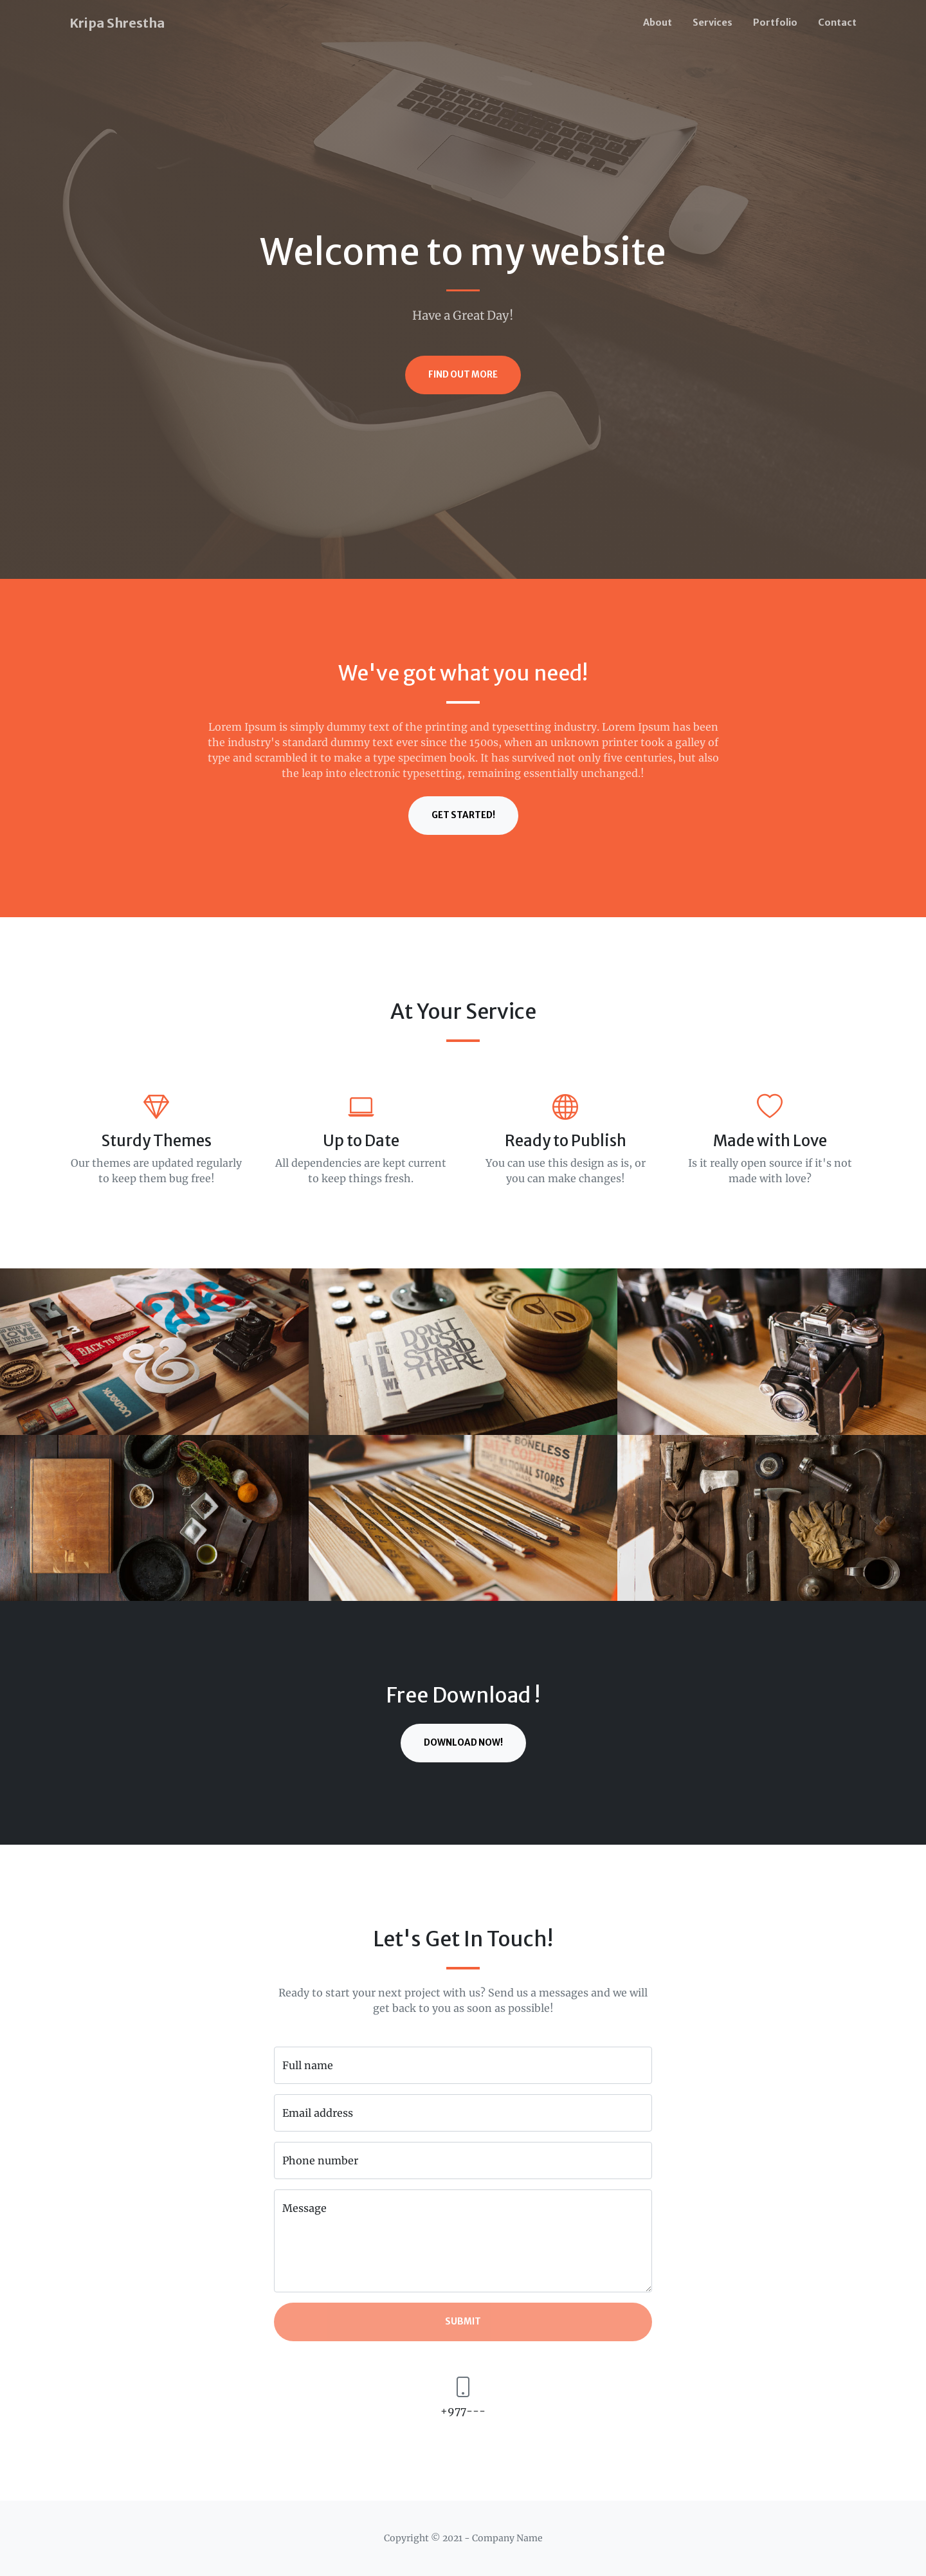 Kripa Shrestha
About Services Portfolio Contact
Welcome to my website
Have a Great Day!
FIND OUT MORE
We've got what you need!
Lorem Ipsum is simply dummy text of the printing and typesetting industry. Lorem Ipsum has been
the industry's standard dummy text ever since the 1500s, when an unknown printer took a galley of
type and scrambled it to make a type specimen book. It has survived not only five centuries, but also
the leap into electronic typesetting, remaining essentially unchanged.!
GET STARTED!
At Your Service
Sturdy Themes
Our themes are updated regularly
to keep them bug free!
Up to Date
All dependencies are kept current
to keep things fresh.
Ready to Publish
You can use this design as is, or
you can make changes!
Made with Love
Is it really open source if it's not
made with love?
BACK TO SCHOOL
DON'T
JUST
STAND
THERE
BONELESS
NATIONAL STORES
Free Download !
DOWNLOAD NOW!
Let's Get In Touch!
Ready to start your next project with us? Send us a messages and we will
get back to you as soon as possible!
Full name
Email address
Phone number
Message
SUBMIT
+977---
Copyright © 2021 - Company Name